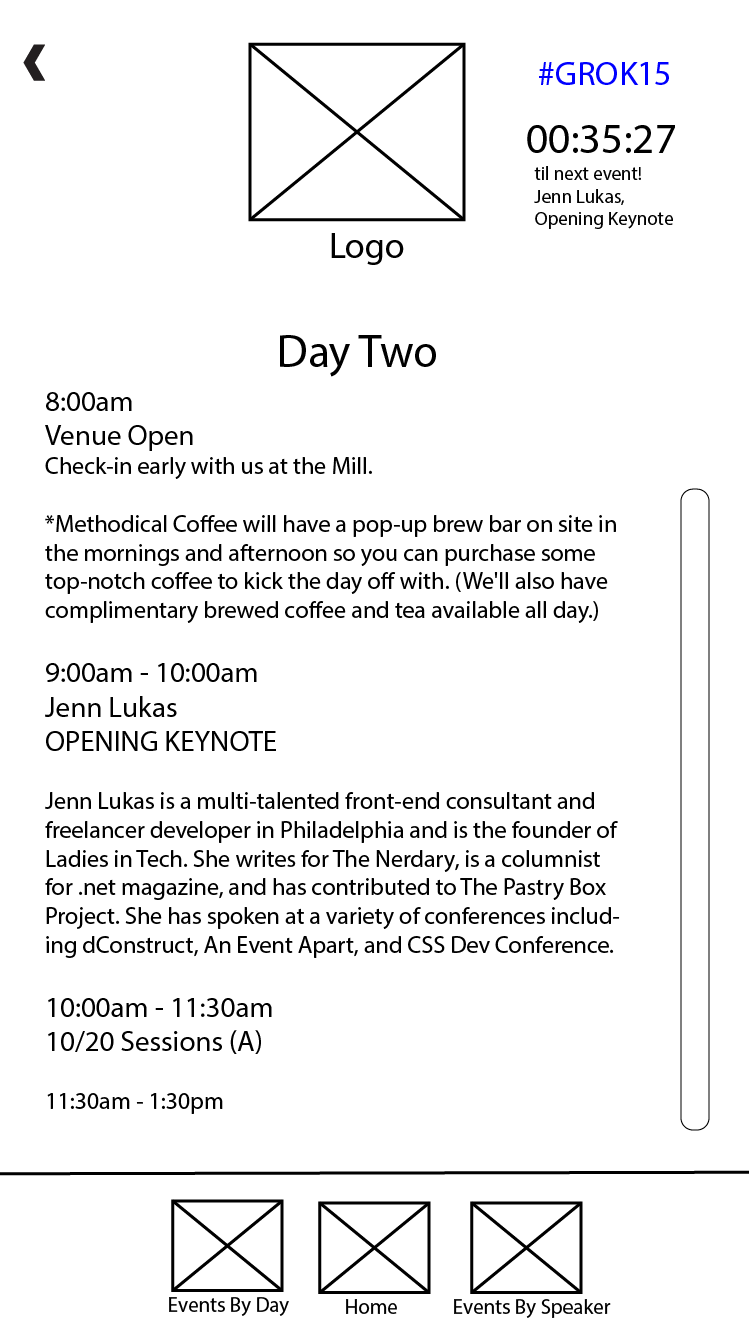 #GROK15
00:35:27
til next event!
Jenn Lukas,
Opening Keynote
Logo
Day Two
8:00am
Venue Open
Check-in early with us at the Mill.
*Methodical Coffee will have a pop-up brew bar on site in
the mornings and afternoon so you can purchase some
top-notch coffee to kick the day off with. (We'll also have
complimentary brewed coffee and tea available all day.)
9:00am - 10:00am
Jenn Lukas
OPENING KEYNOTE
Jenn Lukas is a multi-talented front-end consultant and
freelancer developer in Philadelphia and is the founder of
Ladies in Tech. She writes for The Nerdary, is a columnist
for .net magazine, and has contributed to The Pastry Box
Project. She has spoken at a variety of conferences includ-
ing dConstruct, An Event Apart, and CSS Dev Conference.
10:00am - 11:30am
10/20 Sessions (A)
11:30am - 1:30pm
Events By Day
Home
Events By Speaker